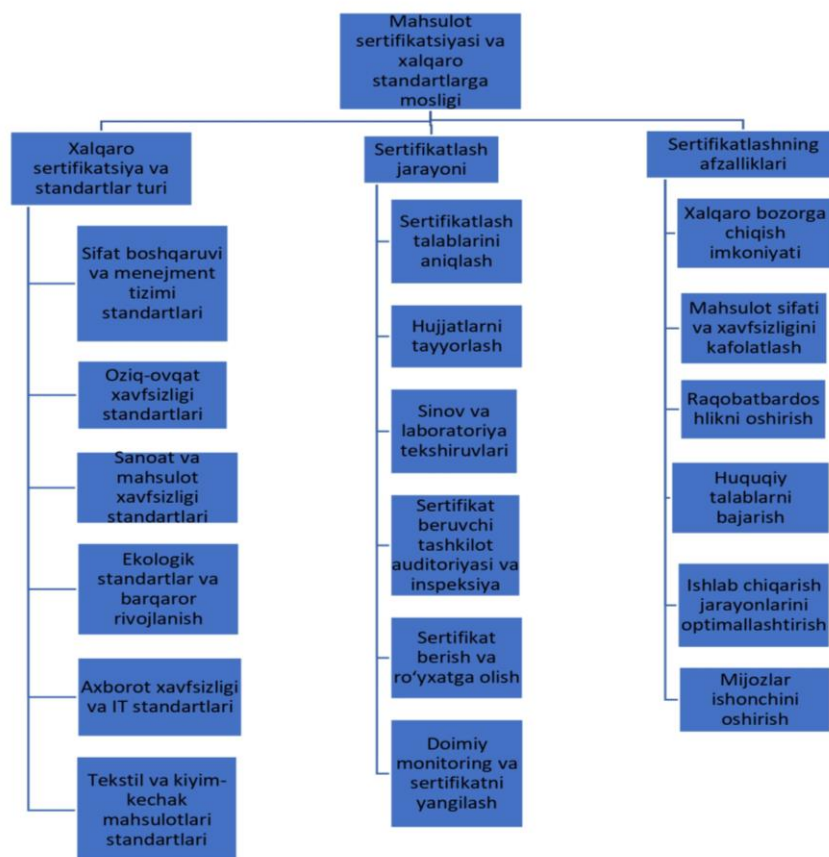 Mahsulot
sertifikatsiyasi va
xalqaro
standartlarga
mosligi
Xalqaro
sertifikatsiya va
standartlar turi
Sifat boshqaruvi
va menejment
tizimi
standartlari
Oziq-ovqat
xavfsizligi
standartlari
Sanoat va
mahsulot
xavfsizligi
standartlari
Ekologik
standartlar va
barqaror
rivojlanish
Axborot xavfsizligi
va IT standartlari
Tekstil va kiyim-
kechak
mahsulotlari
standartlari
Sertifikatlash
jarayoni
Sertifikatlash
talablarini
aniqlash
Hujjatlarni
tayyorlash
Sinov va
laboratoriya
tekshiruvlari
Sertifikat
beruvchi
tashkilot
auditoriyasi va
inspeksiya
Sertifikat
berish va
ro‘yxatga olish
Doimiy
monitoring va
sertifikatni
yangilash
Sertifikatlashning
afzalliklari
Xalqaro bozorga
chiqish
imkoniyati
Mahsulot sifati
va xavfsizligini
kafolatlash
Raqobatbardos
hlikni oshirish
Huquqiy
talablarni
bajarish
Ishlab chiqarish
jarayonlarini
optimallashtirish
Mijozlar
ishonchini
oshirish